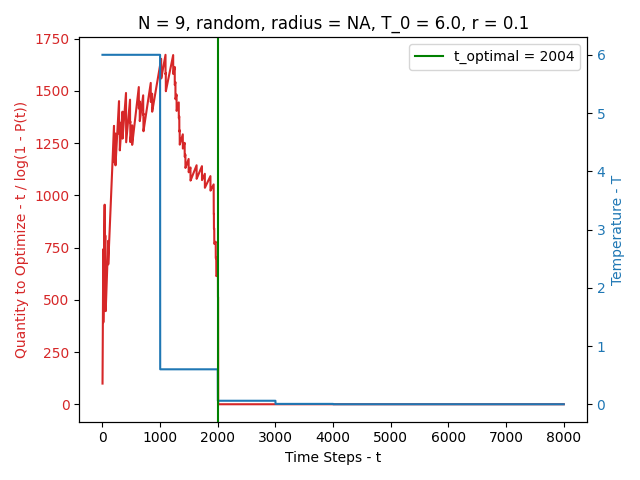 N = 9, random, radius = NA, T_0 = 6.0, r = 0.1
t_optimal = 2004
Quantity to Optimize - t / log(1 - P(t))
1750
1500
1250
1000
750
500
250
0
Temperature - T
6
5
4
3
2
1
0
0 1000 2000 3000 4000 5000 6000 7000 8000
Time Steps - t